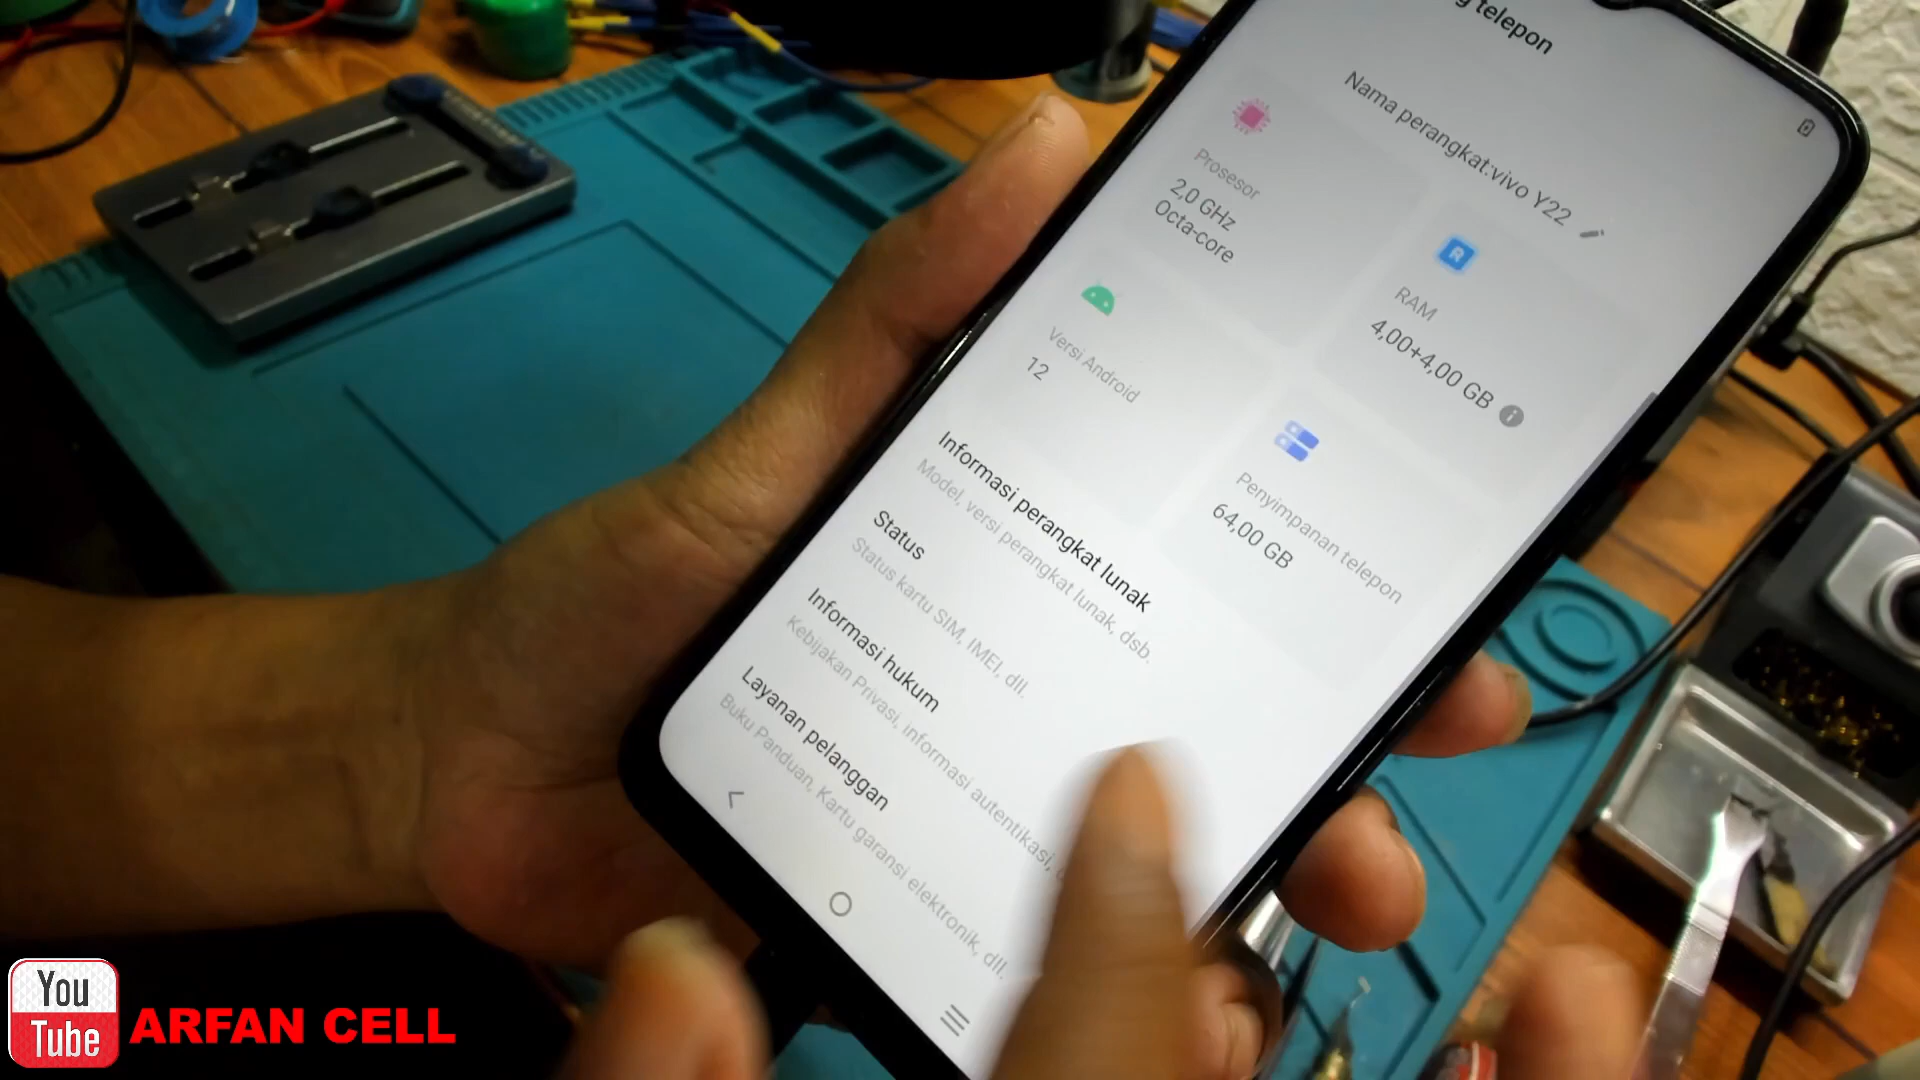 telepon
Nama perangkat:vivo Y22
Prosesor
2,0 GHz
Octa-core
R
RAM
4,00+4,00 GB
i
Versi Android
12
Penyimpanan telepon
64,00 GB
Informasi perangkat lunak
Model, versi perangkat lunak, dsb.
Status
Status kartu SIM, IMEI, dll.
Informasi hukum
Kebijakan Privasi, informasi autentikasi,
Layanan pelanggan
Buku Panduan, Kartu garansi elektronik, dll.
You
Tube
ARFAN CELL